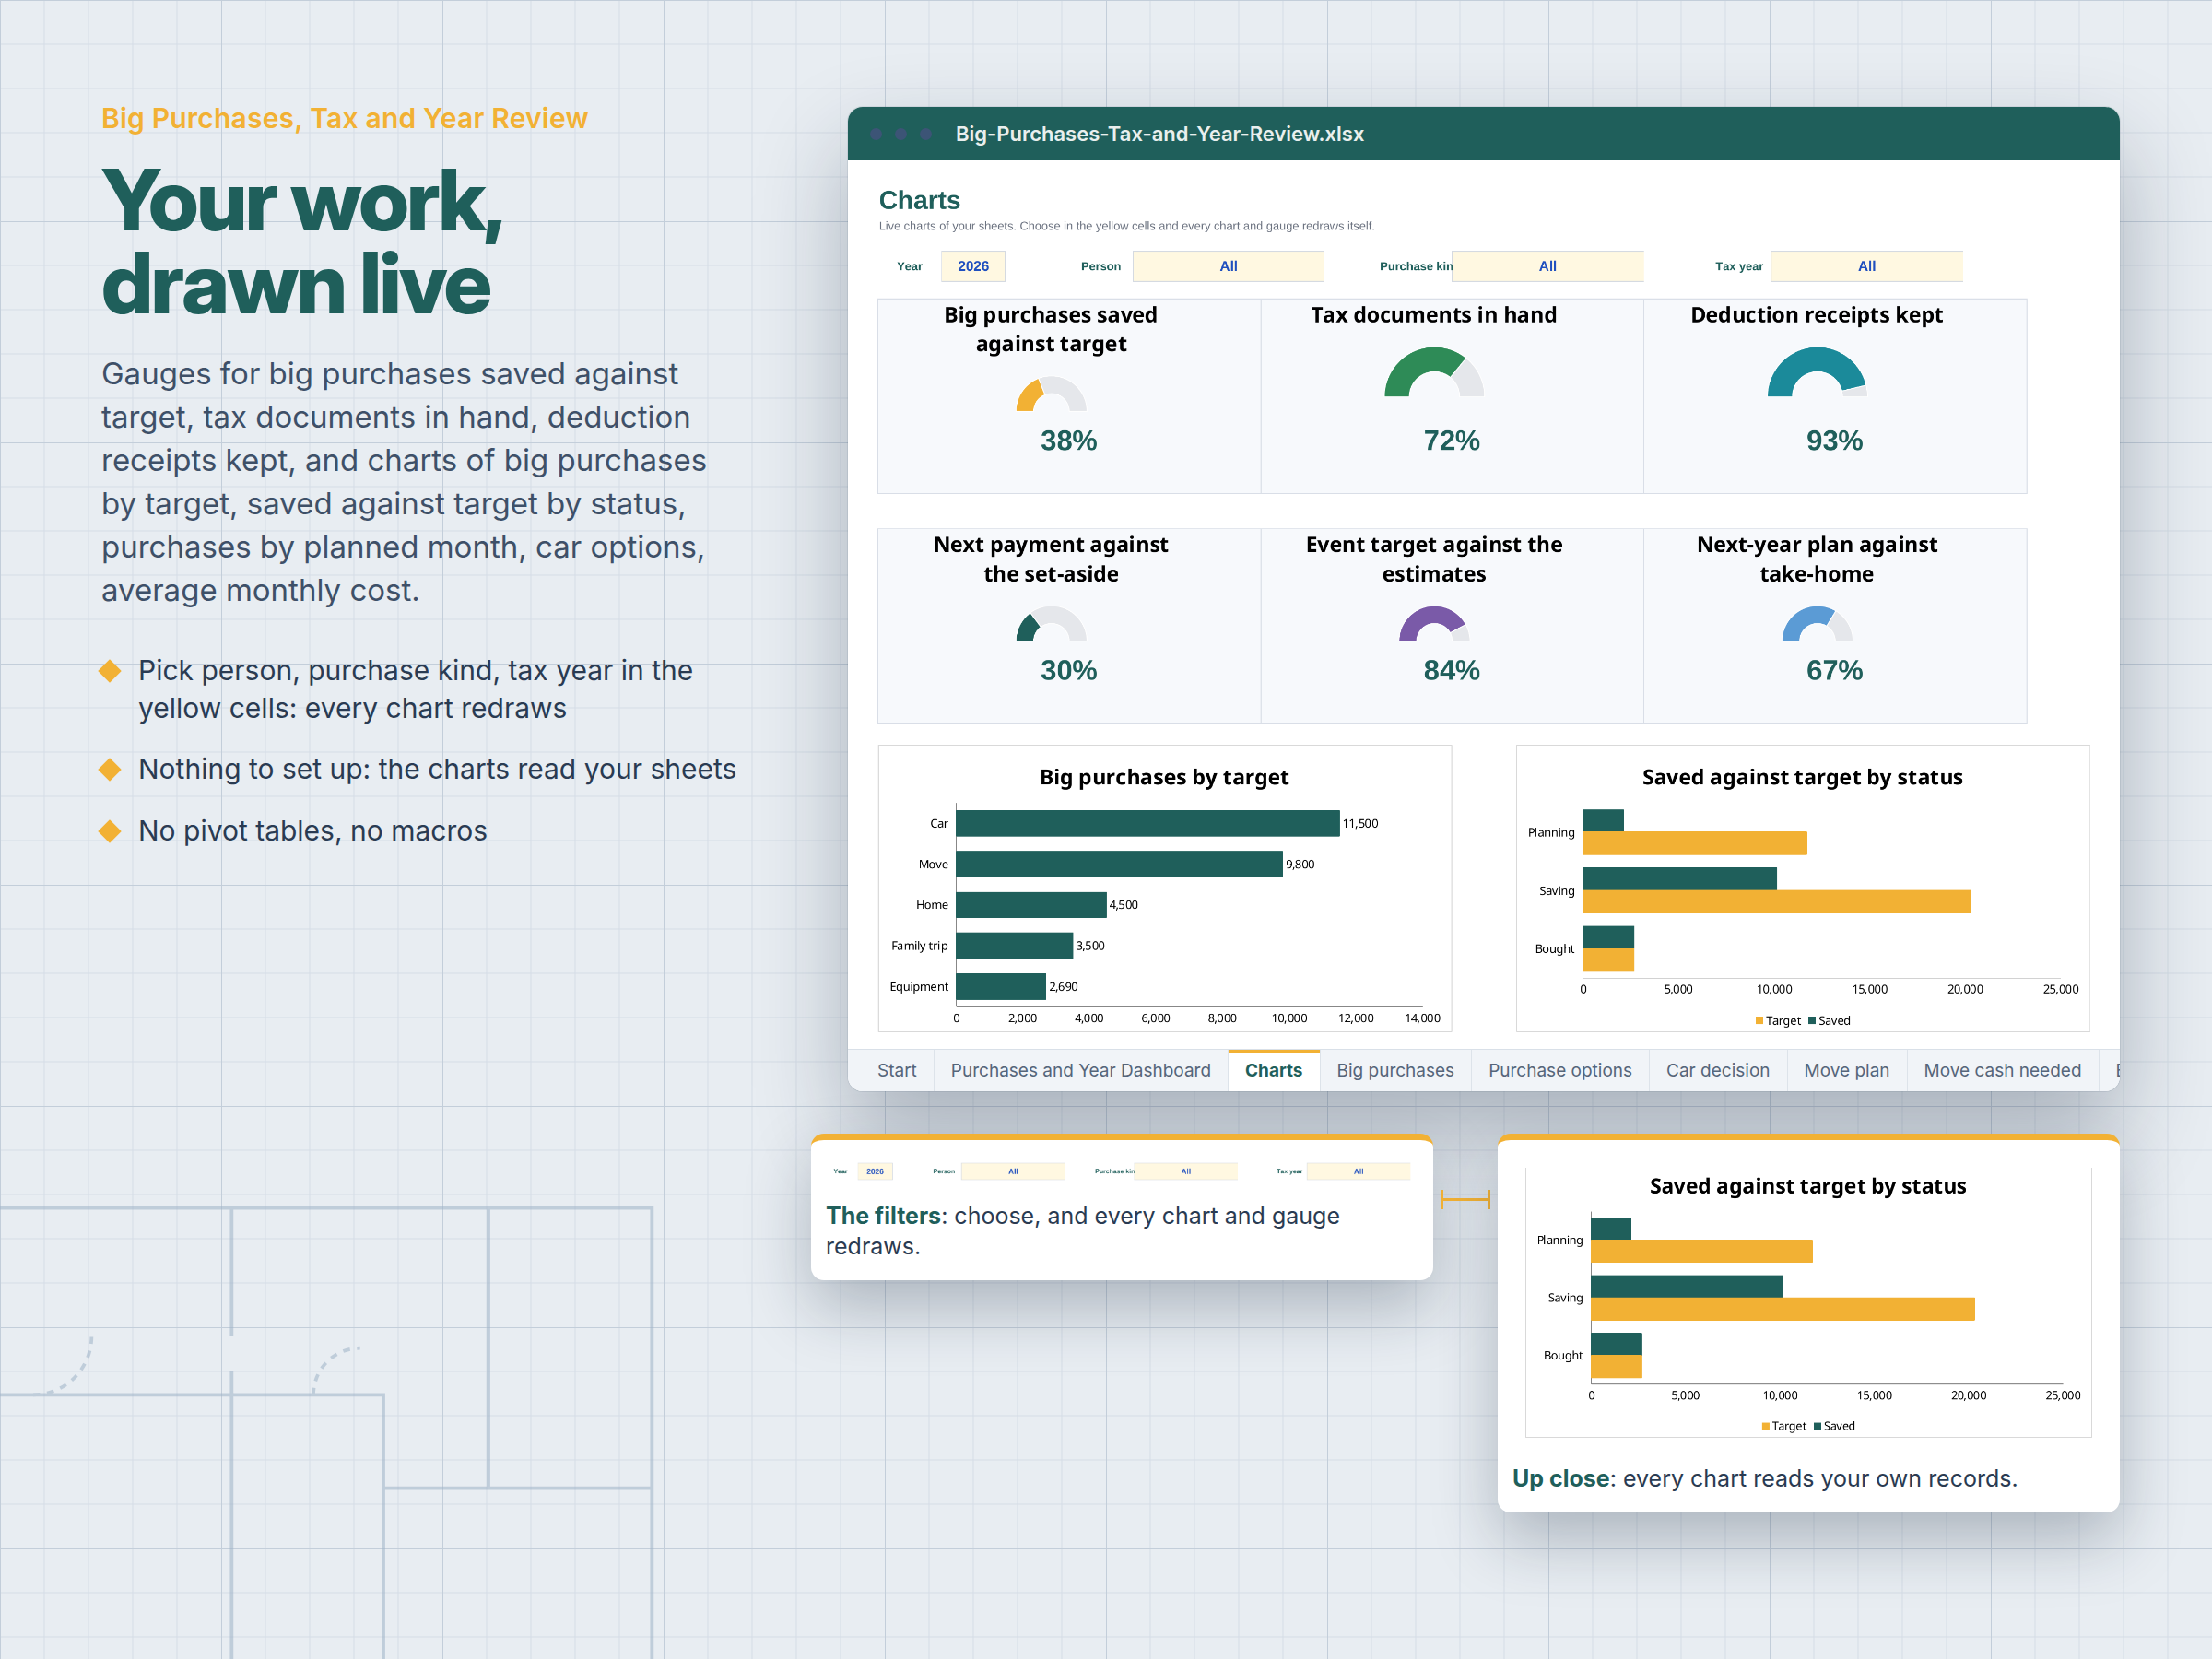 Big Purchases, Tax and Year Review
Your work,
drawn live
Gauges for big purchases saved against
target, tax documents in hand, deduction
receipts kept, and charts of big purchases
by target, saved against target by status,
purchases by planned month, car options,
average monthly cost.
Pick person, purchase kind, tax year in the
yellow cells: every chart redraws
Nothing to set up: the charts read your sheets
No pivot tables, no macros
Big-Purchases-Tax-and-Year-Review.xlsx
Charts
Live charts of your sheets. Choose in the yellow cells and every chart and gauge redraws itself.
Year 2026 Person All Purchase kin All Tax year All
Big purchases saved
against target
38%
Tax documents in hand
72%
Deduction receipts kept
93%
Next payment against
the set-aside
30%
Event target against the
estimates
84%
Next-year plan against
take-home
67%
Big purchases by target
Car 11,500
Move 9,800
Home 4,500
Family trip 3,500
Equipment 2,690
0 2,000 4,000 6,000 8,000 10,000 12,000 14,000
Saved against target by status
Planning
Saving
Bought
0 5,000 10,000 15,000 20,000 25,000
Target Saved
Start Purchases and Year Dashboard Charts Big purchases Purchase options Car decision Move plan Move cash needed
Year 2026 Person All Purchase kin All Tax year All
The filters: choose, and every chart and gauge
redraws.
Saved against target by status
Planning
Saving
Bought
0 5,000 10,000 15,000 20,000 25,000
Target Saved
Up close: every chart reads your own records.